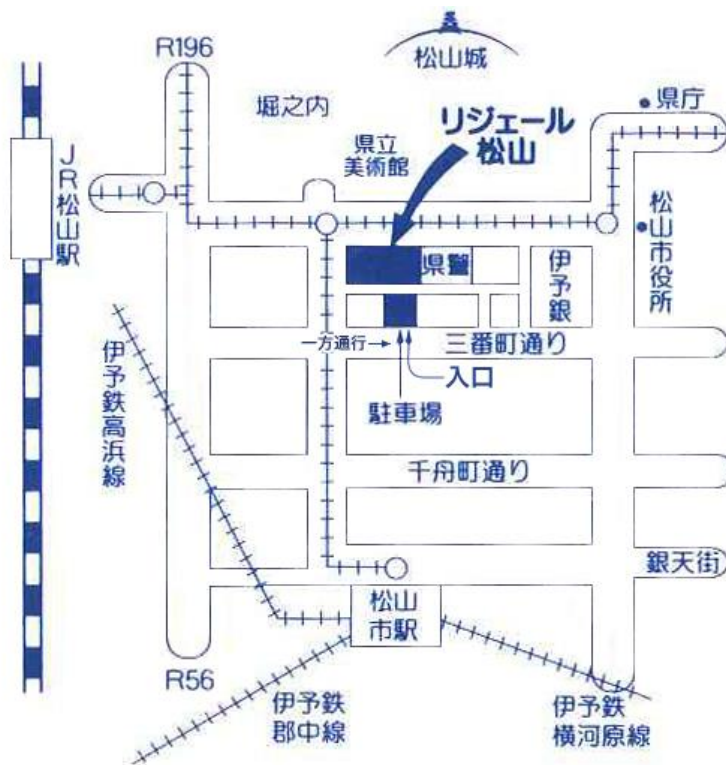 R196
松山城
堀之内
県庁
リジェール
松山
県立
美術館
JR松山駅
松山市役所
県警
伊予銀
一方通行
三番町通り
入口
駐車場
伊予鉄高浜線
千舟町通り
銀天街
松山
市駅
R56
伊予鉄
郡中線
伊予鉄
横河原線